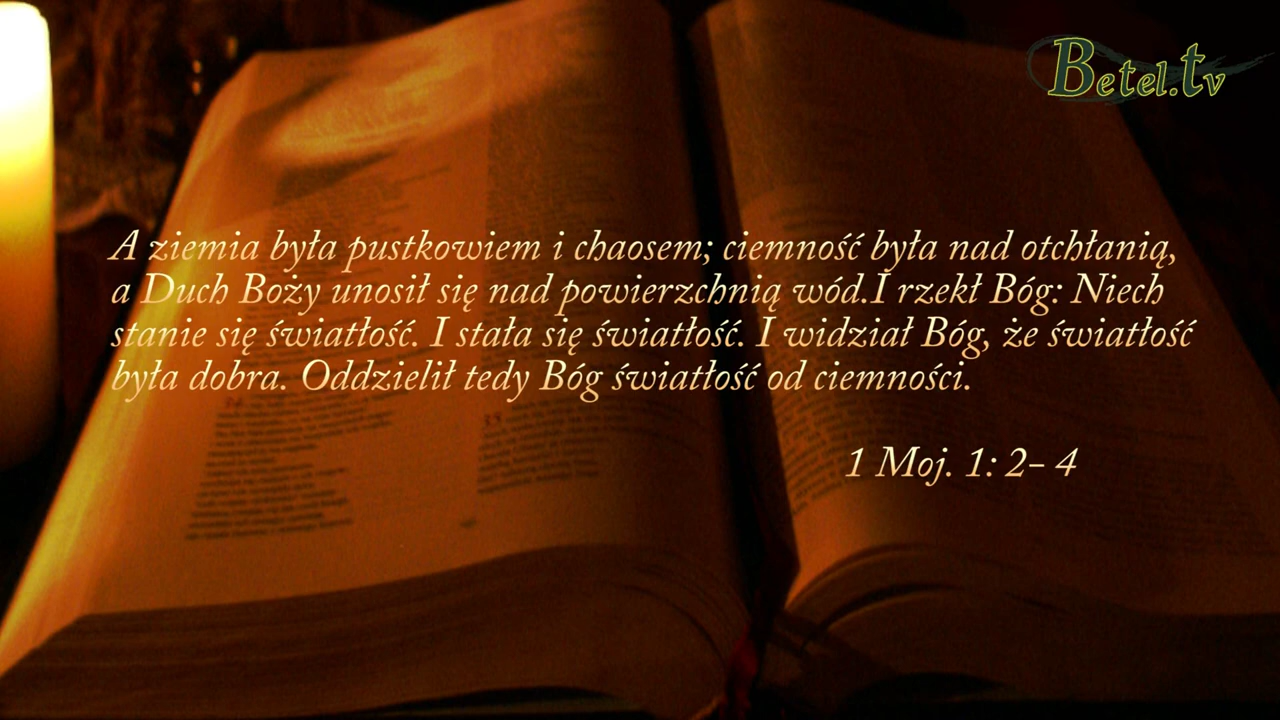 Betel.tv
A ziemia była pustkowiem i chaosem; ciemność była nad otchłanią,
a Duch Boży unosił się nad powierzchnią wód.I rzekł Bóg: Niech
stanie się światłość. I stała się światłość. I widział Bóg, że światłość
była dobra. Oddzielił tedy Bóg światłość od ciemności.
1 Moj. 1: 2- 4